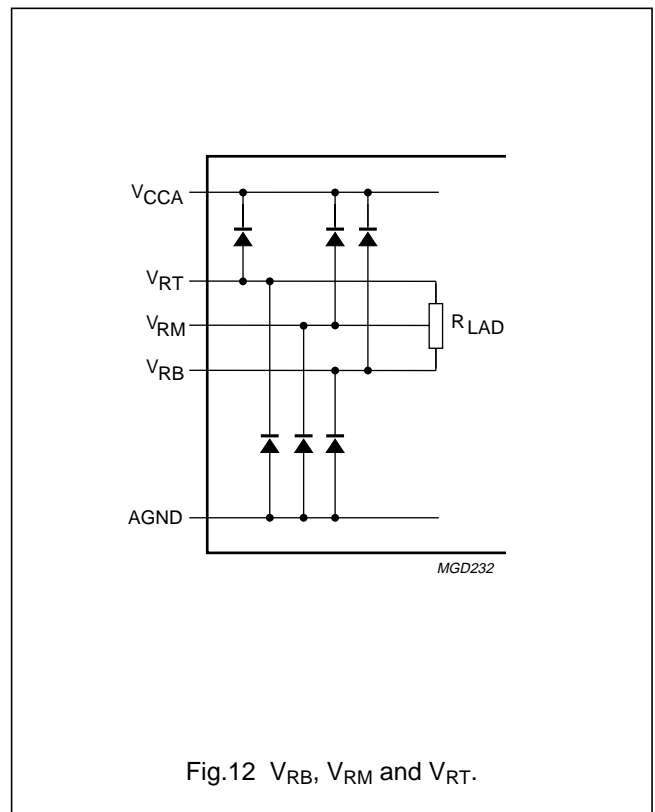 VCCA
VRT
VRM
RLAD
VRB
AGND
MGD232
Fig.12 VRB, VRM and VRT.